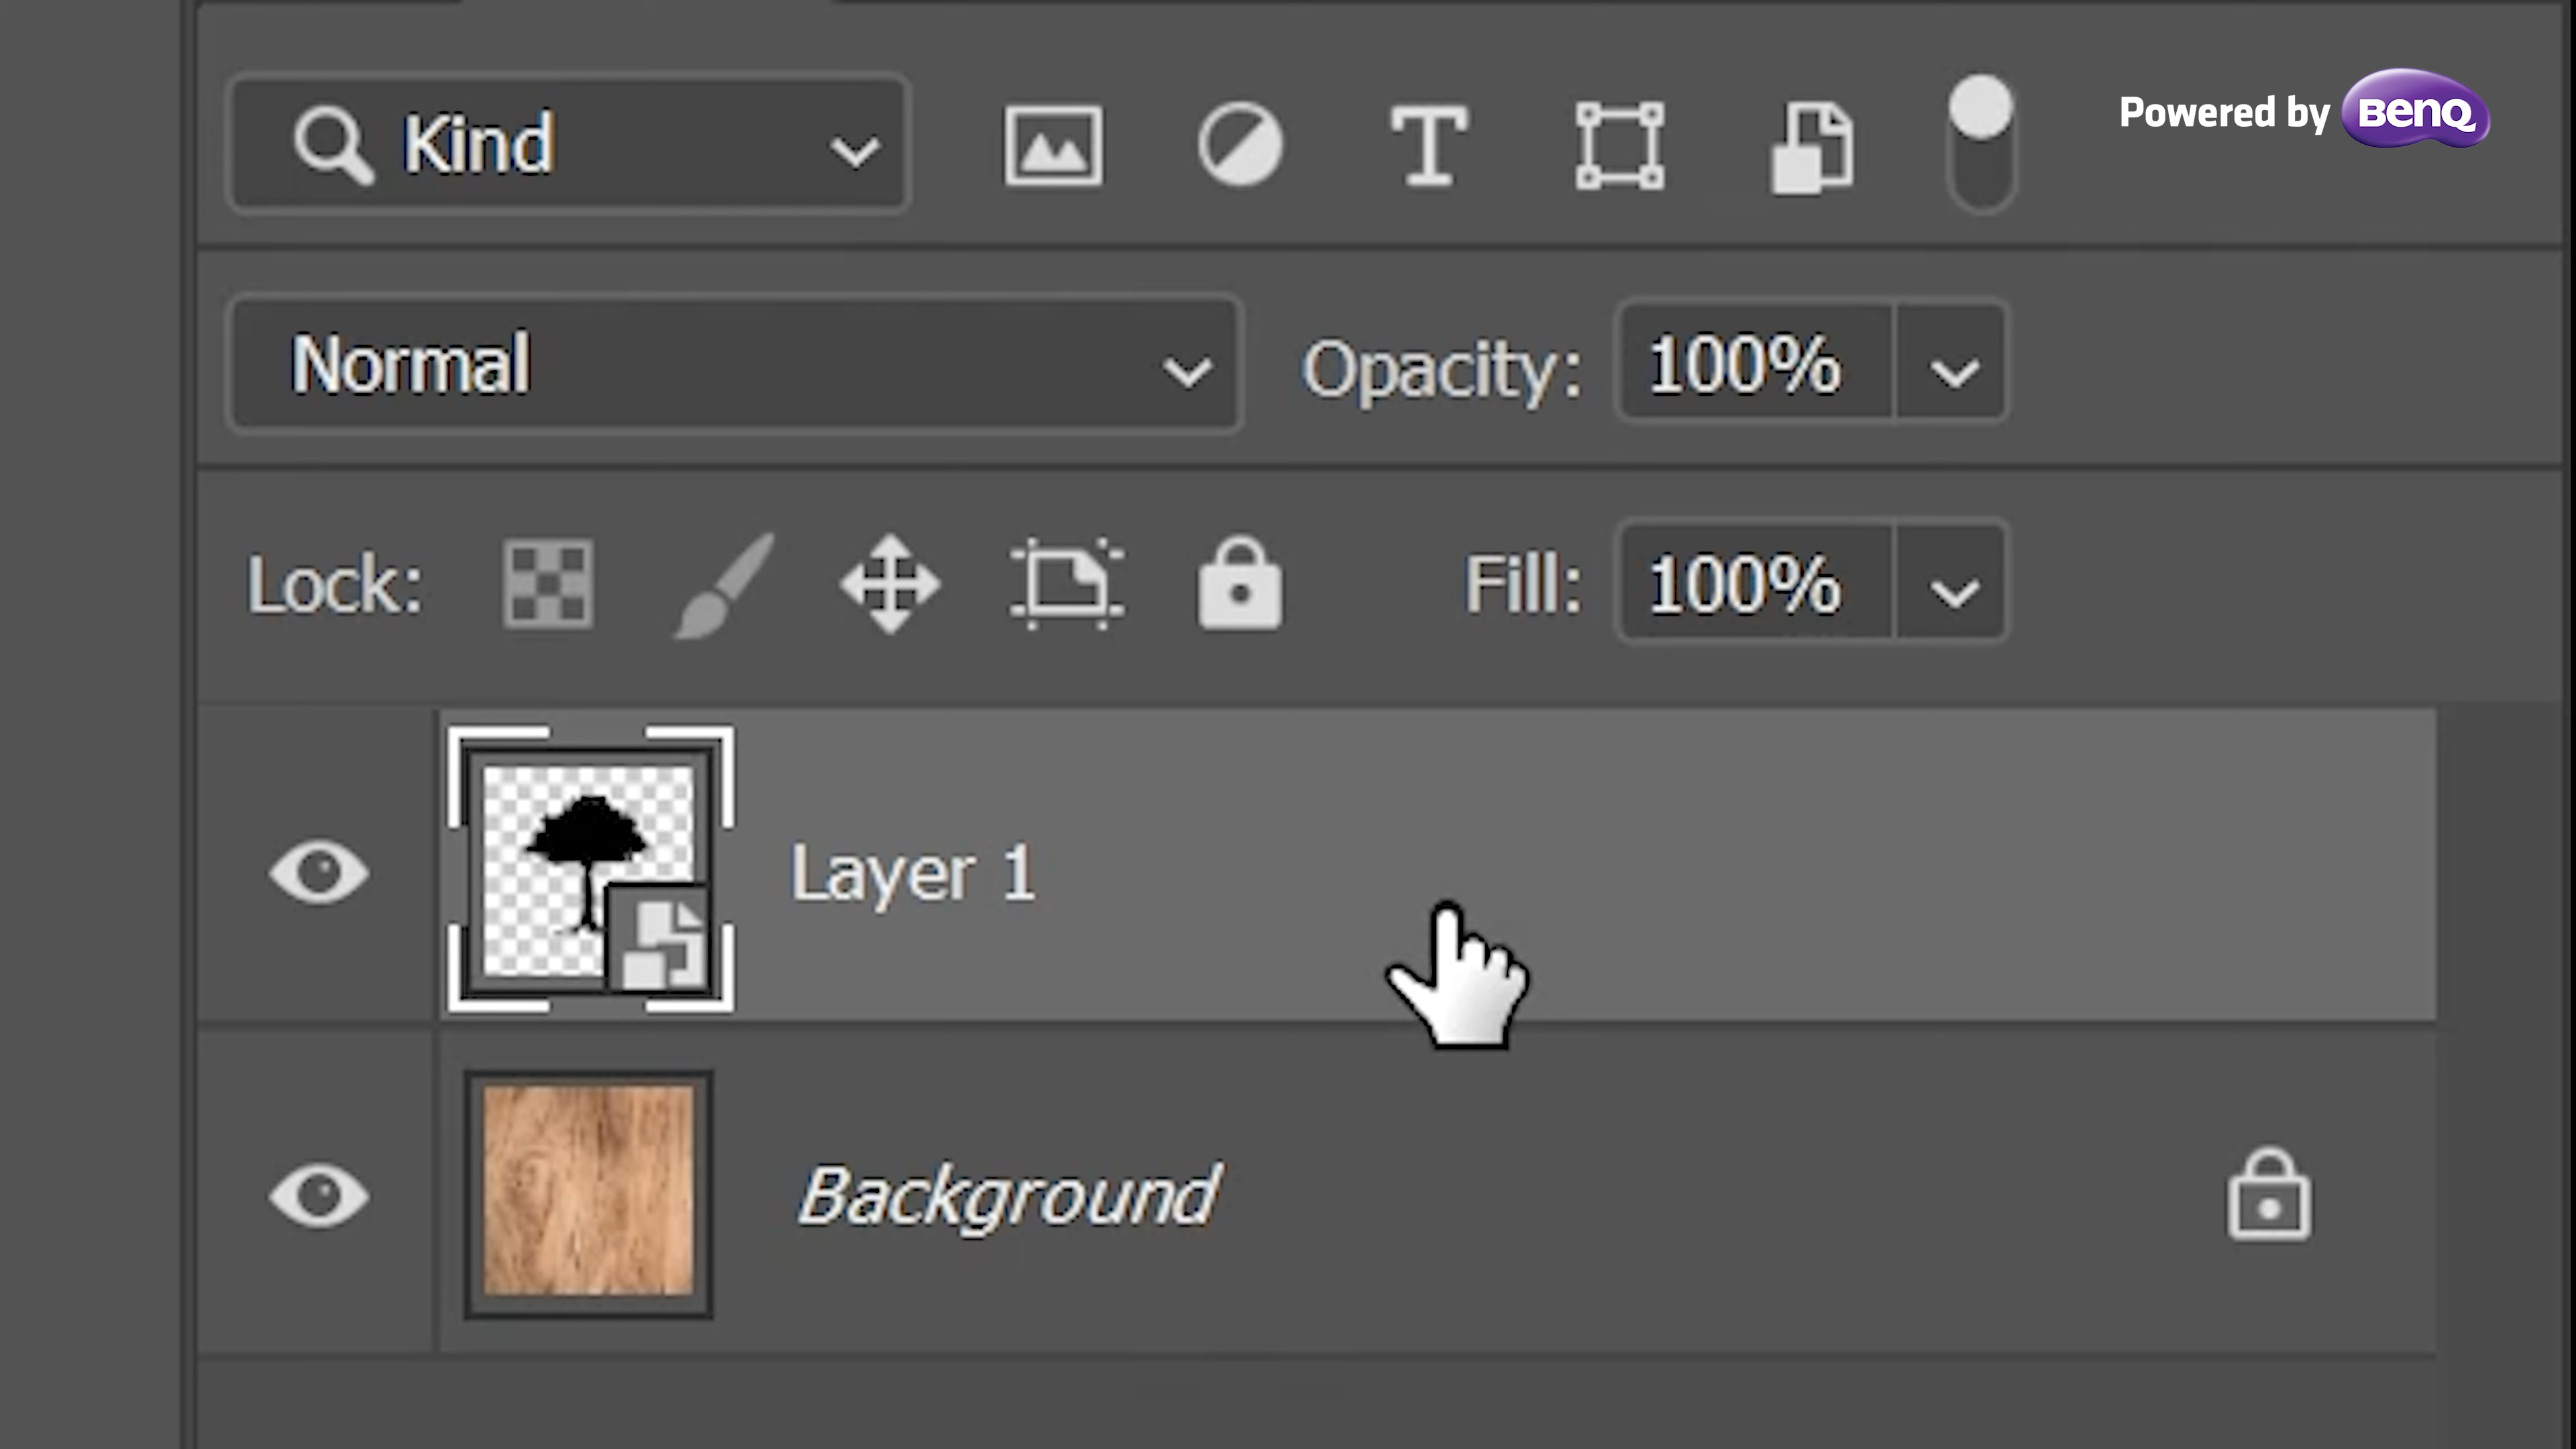 Kind
Powered by BenQ
Normal
Opacity: 100%
Lock:
Fill: 100%
Layer 1
Background